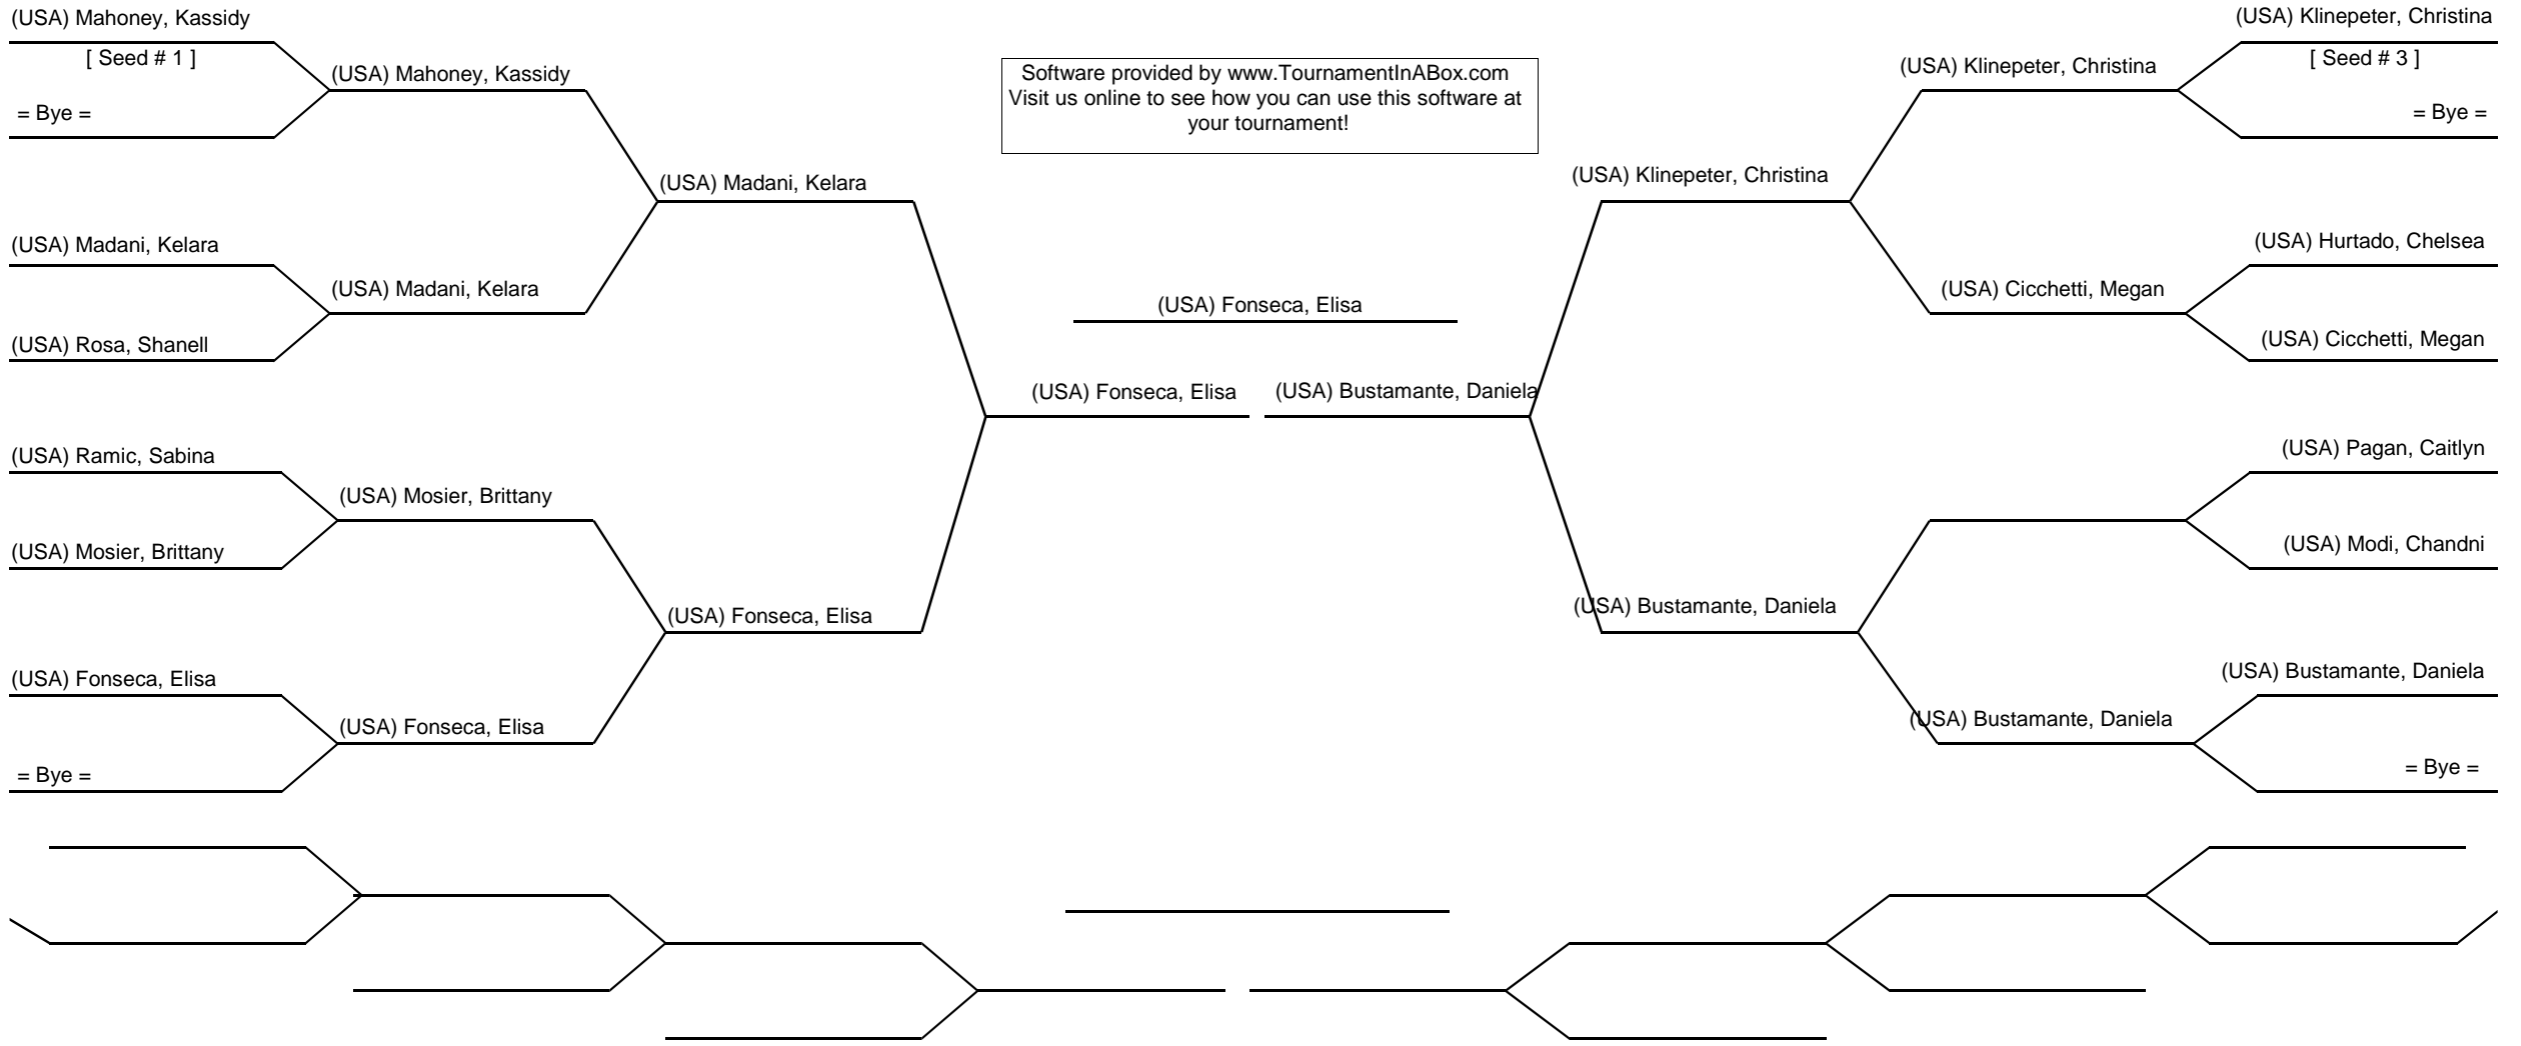 (USA) Mahoney, Kassidy
[ Seed # 1 ]
(USA) Mahoney, Kassidy
= Bye =
(USA) Madani, Kelara
(USA) Madani, Kelara
(USA) Madani, Kelara
(USA) Rosa, Shanell
(USA) Ramic, Sabina
(USA) Mosier, Brittany
(USA) Mosier, Brittany
(USA) Fonseca, Elisa
(USA) Fonseca, Elisa
(USA) Fonseca, Elisa
= Bye =
Software provided by www.TournamentInABox.com
Visit us online to see how you can use this software at
your tournament!
(USA) Fonseca, Elisa
(USA) Fonseca, Elisa
(USA) Bustamante, Daniela
(USA) Klinepeter, Christina
[ Seed # 3 ]
(USA) Klinepeter, Christina
= Bye =
(USA) Klinepeter, Christina
(USA) Hurtado, Chelsea
(USA) Cicchetti, Megan
(USA) Cicchetti, Megan
(USA) Pagan, Caitlyn
(USA) Modi, Chandni
(USA) Bustamante, Daniela
(USA) Bustamante, Daniela
(USA) Bustamante, Daniela
= Bye =